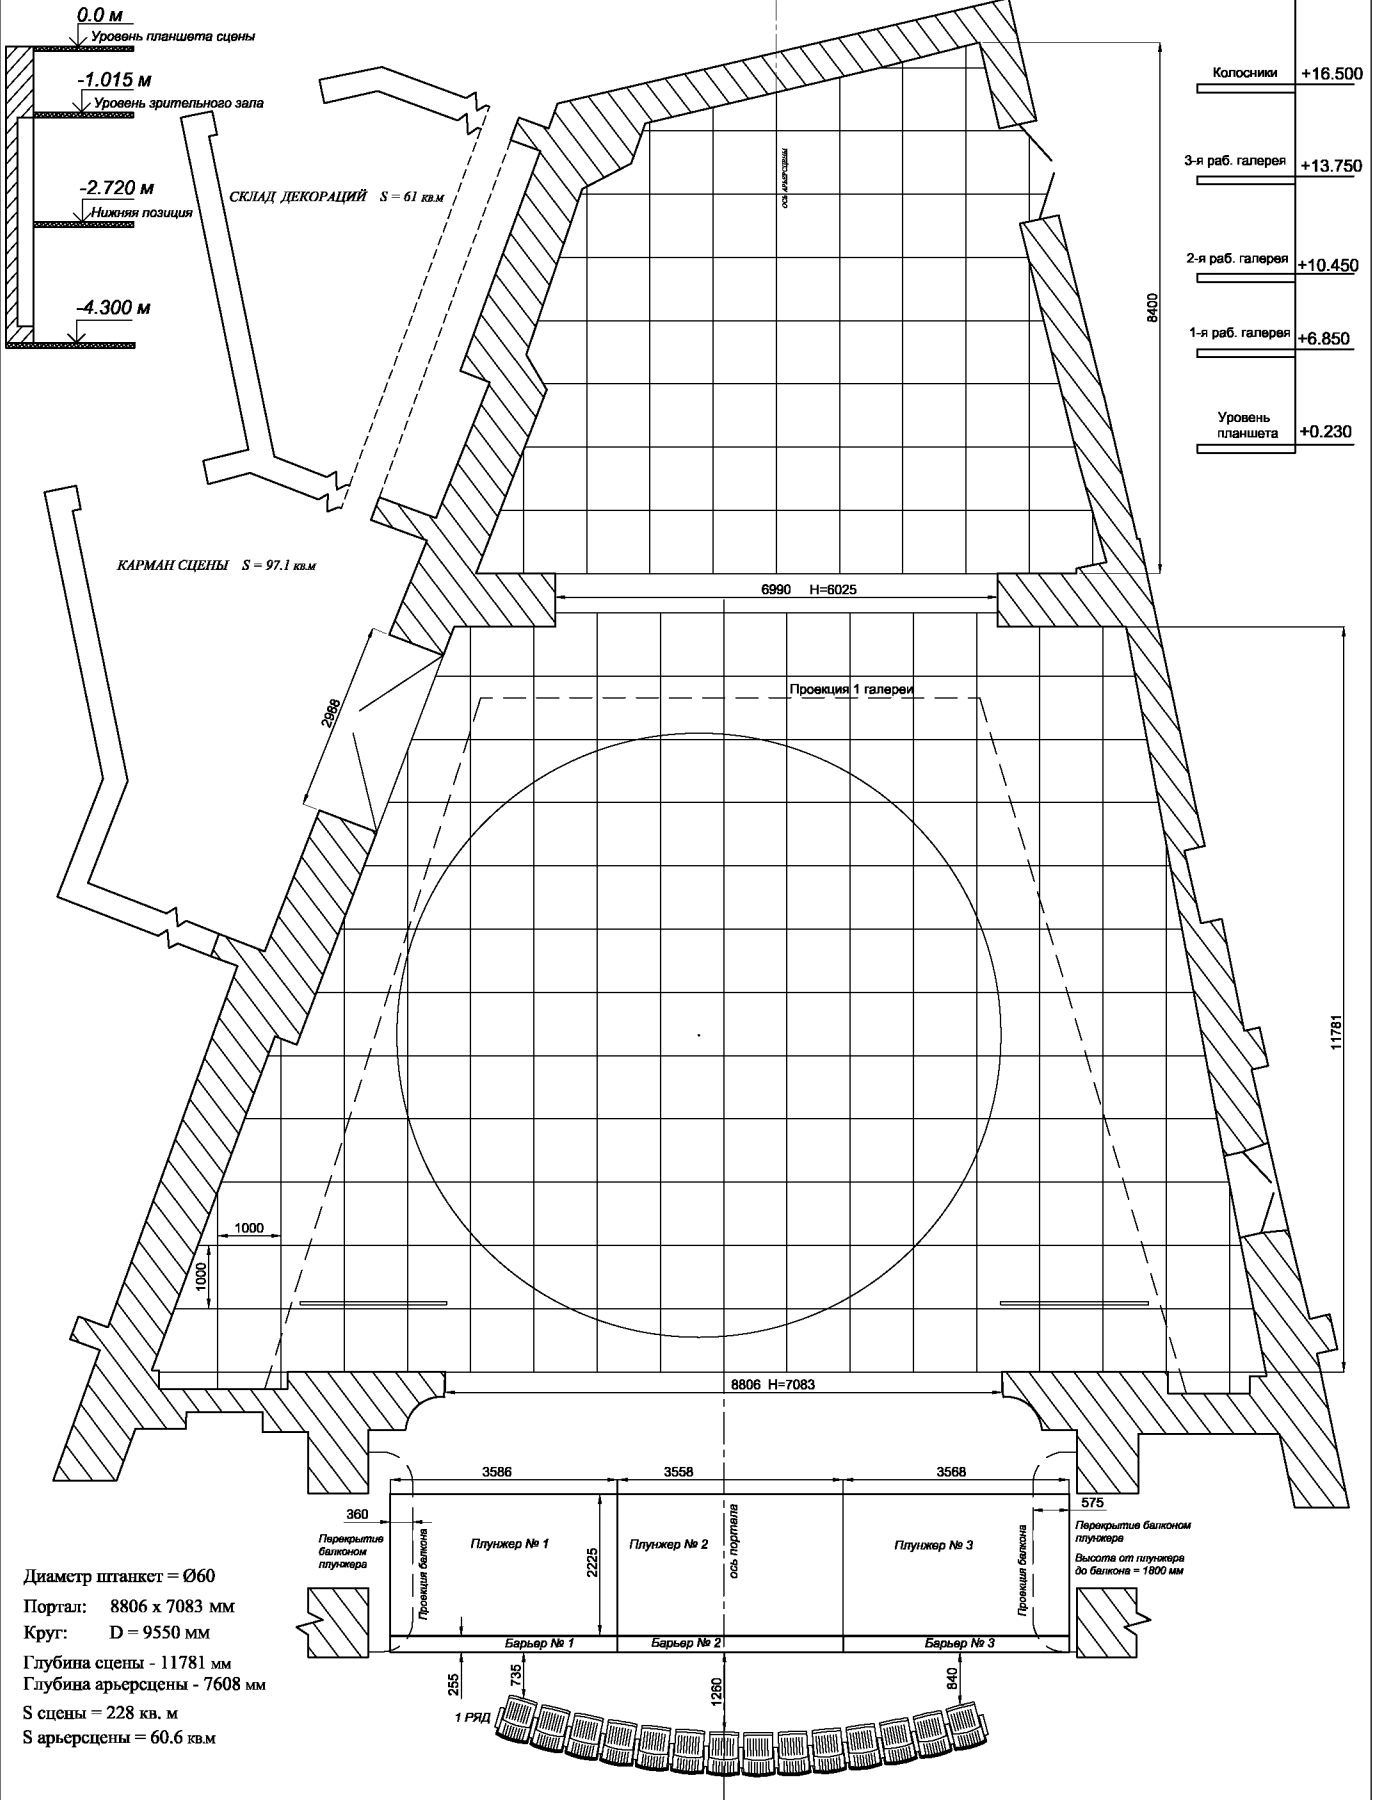 0.0 м
Уровень планшета сцены
-1.015 м
Уровень зрительного зала
-2.720 м
Нижняя позиция
-4.300 м
СКЛАД ДЕКОРАЦИЙ S = 61 кв.м
КАРМАН СЦЕНЫ S = 97.1 кв.м
ось арьерсцены
8400
Колосники +16.500
3-я раб. галерея +13.750
2-я раб. галерея +10.450
1-я раб. галерея +6.850
Уровень
планшета +0.230
6990 H=6025
Проекция 1 галереи
2988
11781
1000
1000
8806 H=7083
3586
3558
3568
360
575
Перекрытие
балконом
плунжера
Проекция балкона
Плунжер № 1
2225
Плунжер № 2
ось портала
Плунжер № 3
Проекция балкона
Перекрытие балконом
плунжера
Высота от плунжера
до балкона = 1800 мм
Барьер № 1
Барьер № 2
Барьер № 3
255
735
1260
840
1 РЯД
Диаметр штанкет = Ø60
Портал: 8806 x 7083 мм
Круг: D = 9550 мм
Глубина сцены - 11781 мм
Глубина арьерсцены - 7608 мм
S сцены = 228 кв. м
S арьерсцены = 60.6 кв.м